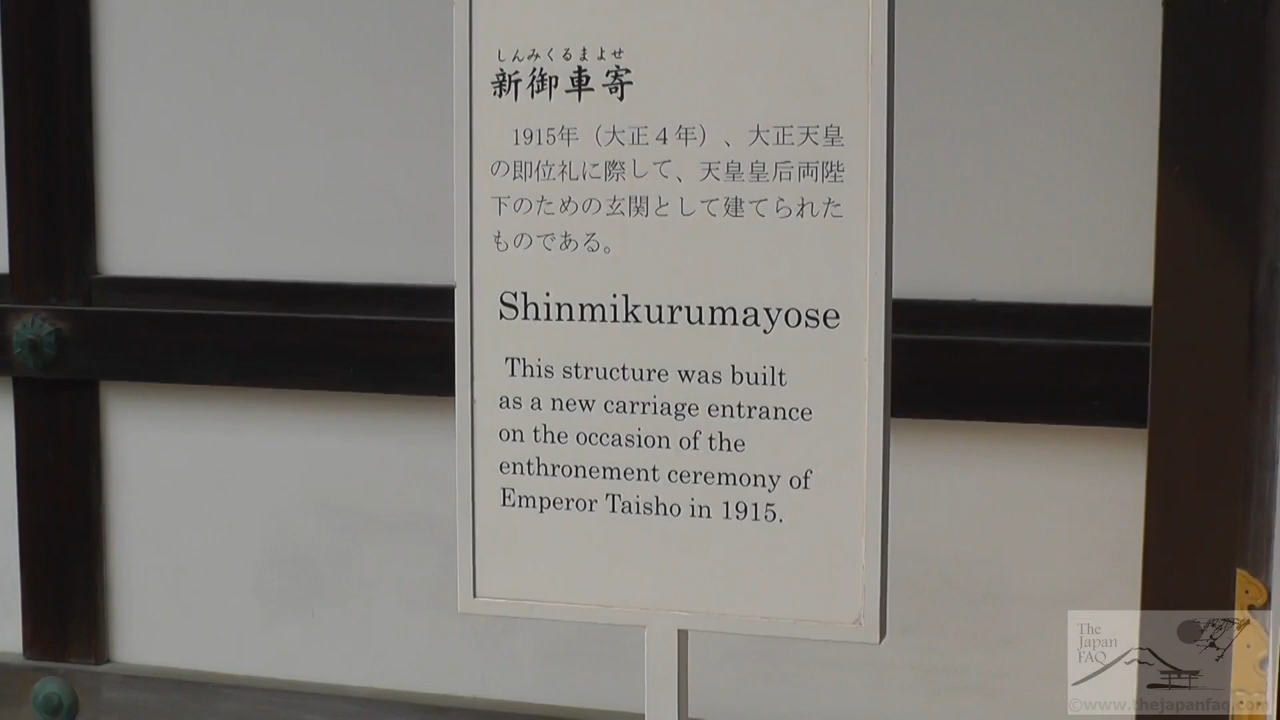 しんみくるまよせ
新御車寄
1915年（大正４年）、大正天皇
の即位礼に際して、天皇皇后両陛
下のための玄関として建てられた
ものである。
Shinmikurumayose
This structure was built
as a new carriage entrance
on the occasion of the
enthronement ceremony of
Emperor Taisho in 1915.
The
Japan
FAQ
©www.thejapanfaq.com